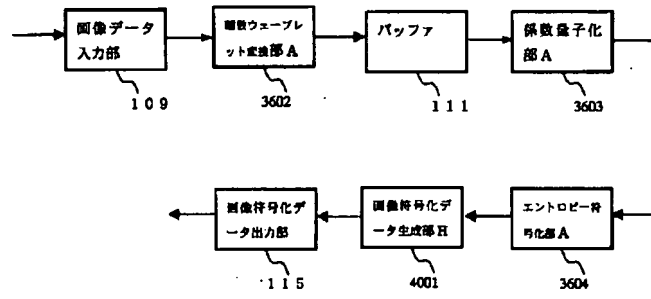 画像データ
入力部
離散ウェーブレ
ット変換部A
バッファ
係数量子化
部A
109
3602
111
3603
画像符号化デ
ータ出力部
画像符号化デ
ータ生成部H
エントロピー符
号化部A
115
4001
3604